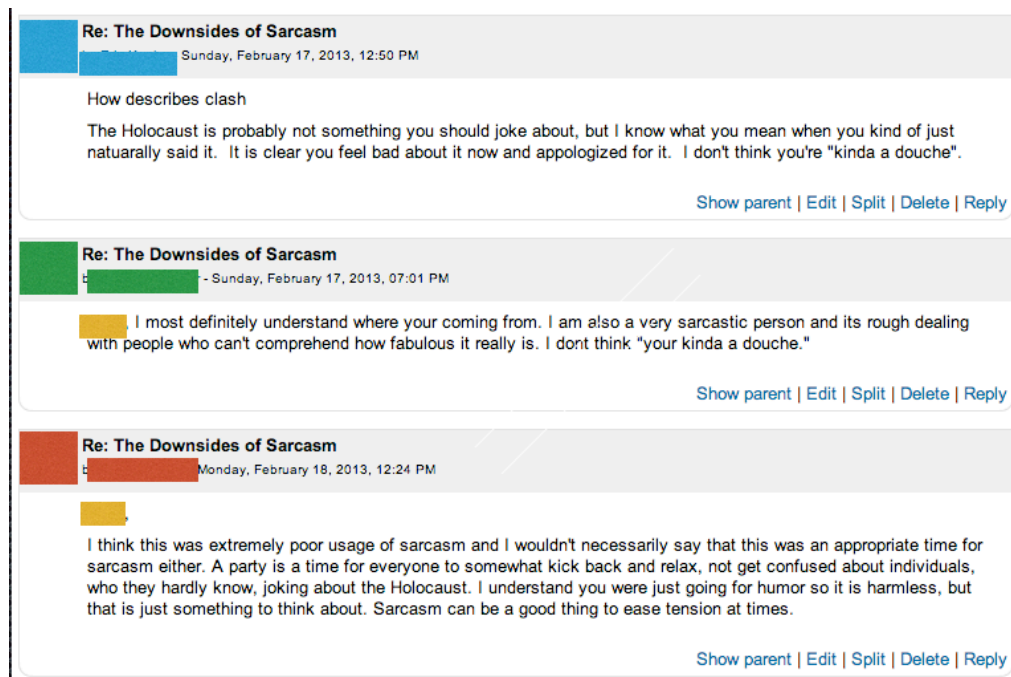 Re: The Downsides of Sarcasm
Sunday, February 17, 2013, 12:50 PM
How describes clash
The Holocaust is probably not something you should joke about, but I know what you mean when you kind of just
natuarally said it.  It is clear you feel bad about it now and appologized for it.  I don't think you're "kinda a douche".
Show parent | Edit | Split | Delete | Reply
Re: The Downsides of Sarcasm
- Sunday, February 17, 2013, 07:01 PM
, I most definitely understand where your coming from. I am also a very sarcastic person and its rough dealing
with people who can't comprehend how fabulous it really is. I dont think "your kinda a douche."
Show parent | Edit | Split | Delete | Reply
Re: The Downsides of Sarcasm
Monday, February 18, 2013, 12:24 PM
,
I think this was extremely poor usage of sarcasm and I wouldn't necessarily say that this was an appropriate time for
sarcasm either. A party is a time for everyone to somewhat kick back and relax, not get confused about individuals,
who they hardly know, joking about the Holocaust. I understand you were just going for humor so it is harmless, but
that is just something to think about. Sarcasm can be a good thing to ease tension at times.
Show parent | Edit | Split | Delete | Reply